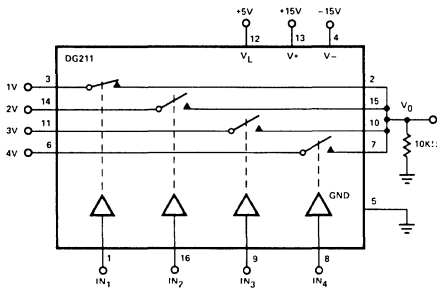 +5V +15V -15V
12 13 4
DG211 VL V+ V-
1V 3 2
2V 14 15 V0
3V 11 10
4V 6 7 10KΩ
GND 5
1 16 9 8
IN1 IN2 IN3 IN4